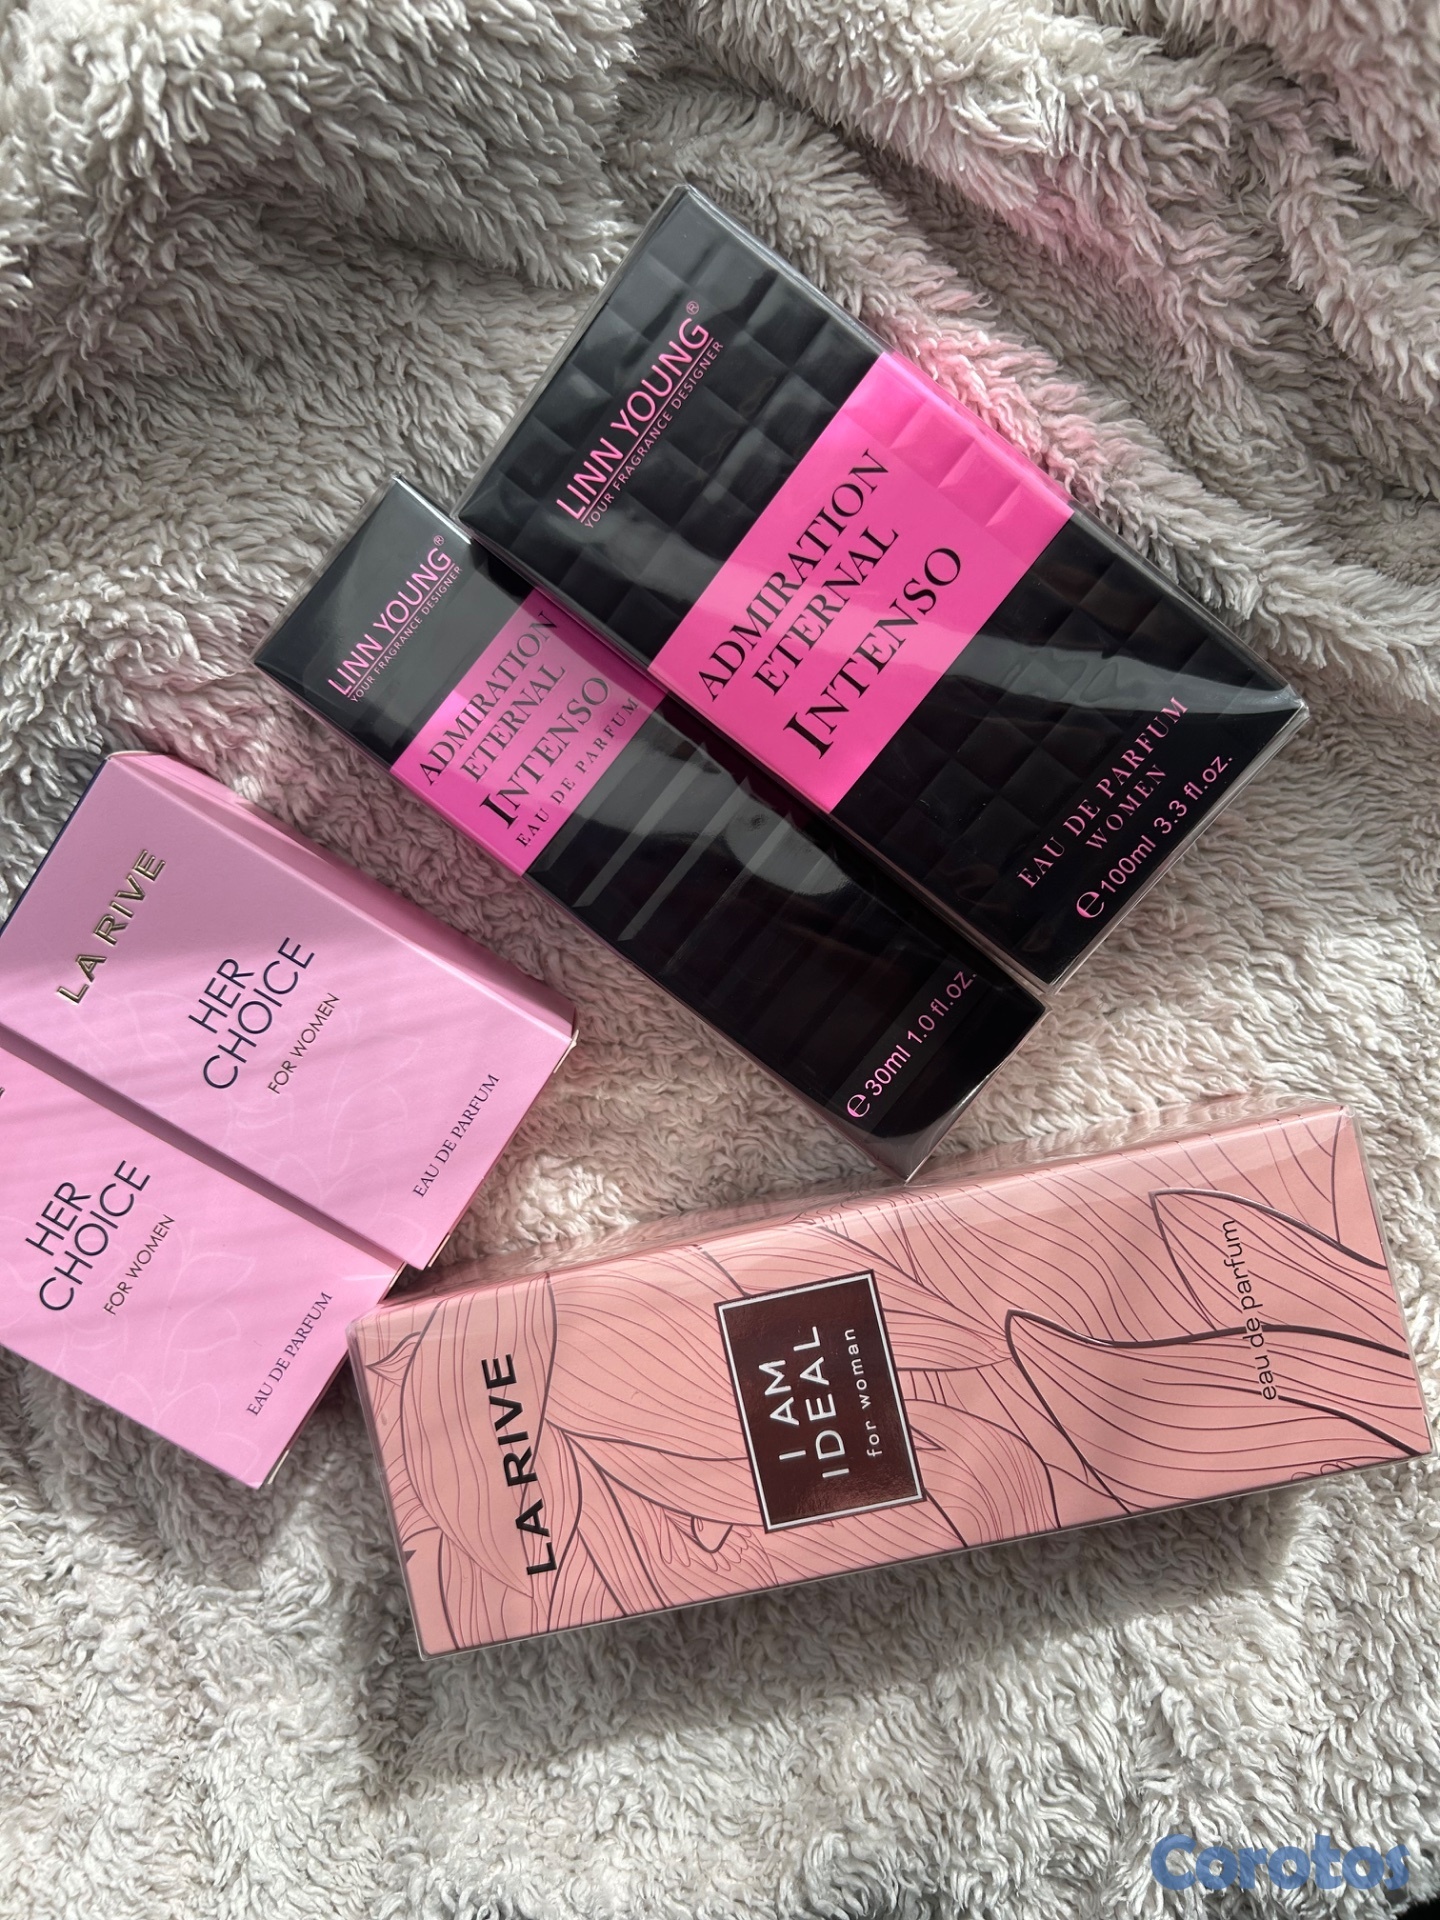 LINN YOUNG®
YOUR FRAGRANCE DESIGNER
ADMIRATION
ETERNAL
INTENSO
EAU DE PARFUM
WOMEN
℮100ml 3.3 fl.oz.
LINN YOUNG®
YOUR FRAGRANCE DESIGNER
ADMIRATION
ETERNAL
INTENSO
EAU DE PARFUM
℮30ml 1.0 fl.oz.
LA RIVE
HER
CHOICE
FOR WOMEN
EAU DE PARFUM
HER
CHOICE
FOR WOMEN
EAU DE PARFUM
LA RIVE
I AM
IDEAL
for woman
eau de parfum
Corotos